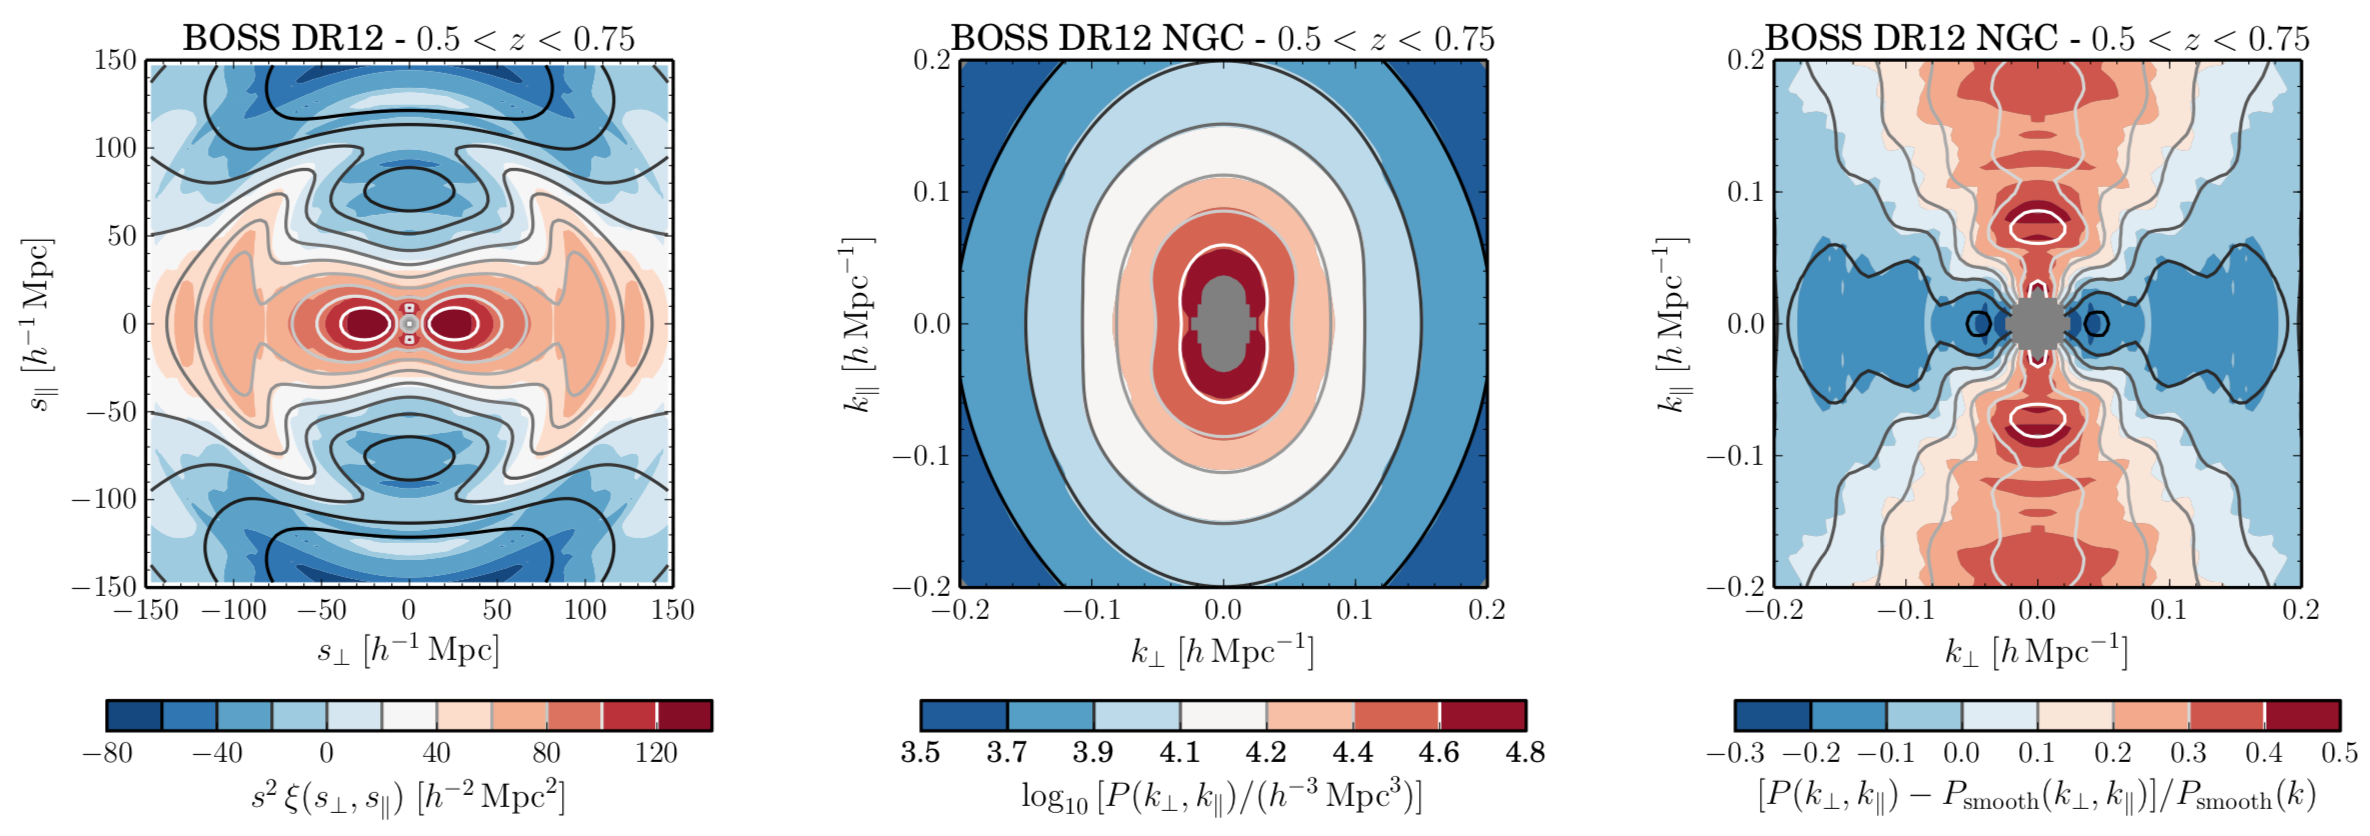 BOSS DR12 - 0.5 < z < 0.75
150
100
50
0
−50
−100
−150
s∥ [h⁻¹ Mpc]
−150 −100 −50 0 50 100 150
s⊥ [h⁻¹ Mpc]
−80 −40 0 40 80 120
s² ξ(s⊥, s∥) [h⁻² Mpc²]
BOSS DR12 NGC - 0.5 < z < 0.75
0.2
0.1
0.0
−0.1
−0.2
k∥ [h Mpc⁻¹]
−0.2 −0.1 0.0 0.1 0.2
k⊥ [h Mpc⁻¹]
3.5 3.7 3.9 4.1 4.2 4.4 4.6 4.8
log₁₀ [P(k⊥, k∥)/(h⁻³ Mpc³)]
BOSS DR12 NGC - 0.5 < z < 0.75
0.2
0.1
0.0
−0.1
−0.2
k∥ [h Mpc⁻¹]
−0.2 −0.1 0.0 0.1 0.2
k⊥ [h Mpc⁻¹]
−0.3 −0.2 −0.1 0.0 0.1 0.2 0.3 0.4 0.5
[P(k⊥, k∥) − Psmooth(k⊥, k∥)]/Psmooth(k)